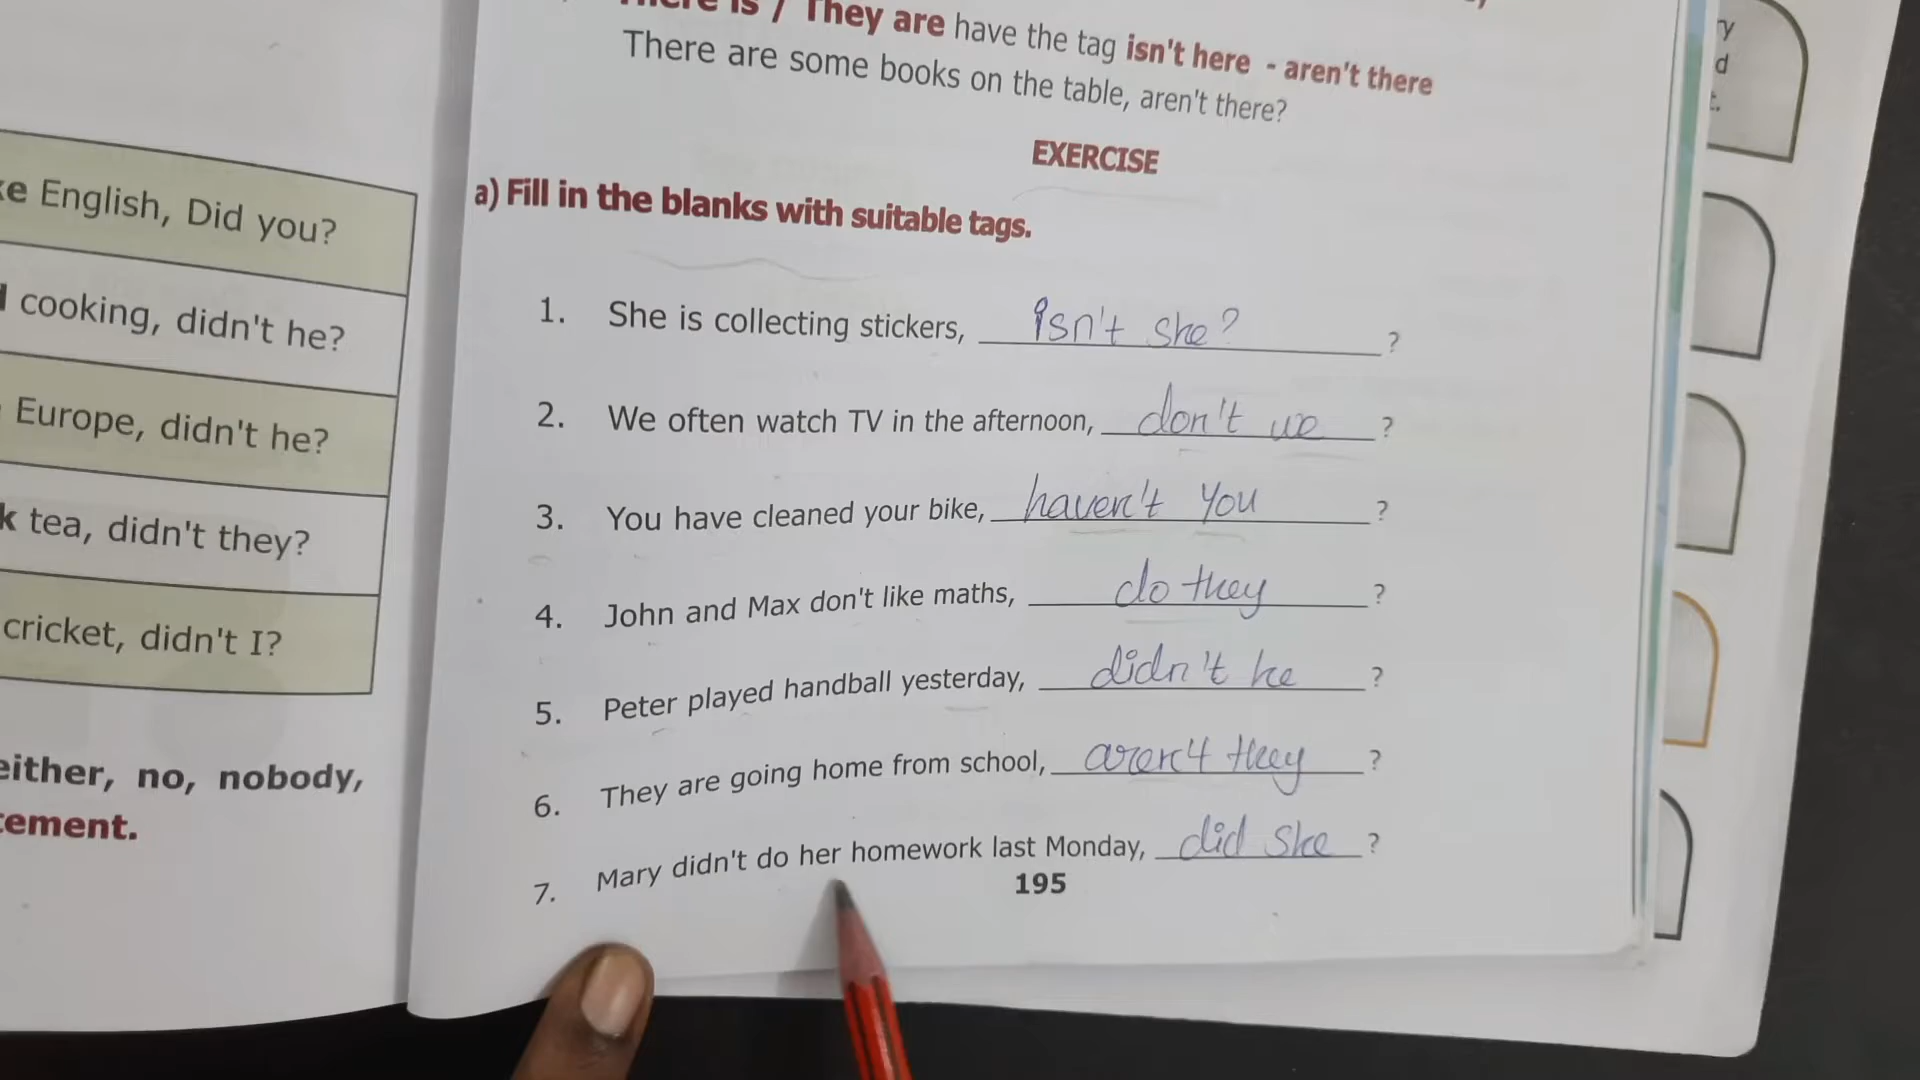 They are have the tag isn't here - aren't there
There are some books on the table, aren't there?
EXERCISE
a) Fill in the blanks with suitable tags.
1. She is collecting stickers, isn't she? ?
2. We often watch TV in the afternoon, don't we ?
3. You have cleaned your bike, haven't you ?
4. John and Max don't like maths, do they ?
5. Peter played handball yesterday, didn't he ?
6. They are going home from school, aren't they ?
7. Mary didn't do her homework last Monday, did she ?
195
English, Did you?
cooking, didn't he?
Europe, didn't he?
tea, didn't they?
cricket, didn't I?
either, no, nobody,